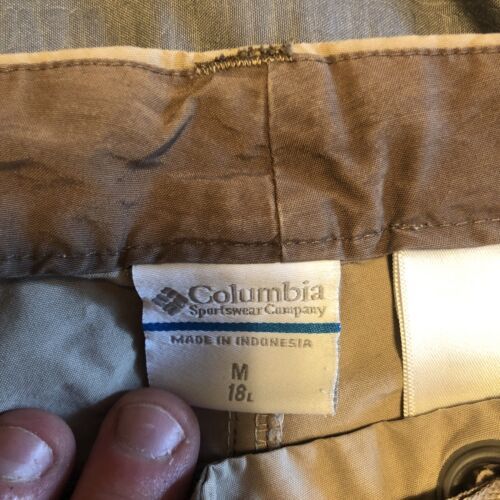 Columbia
Sportswear Company
MADE IN INDONESIA
M
18L